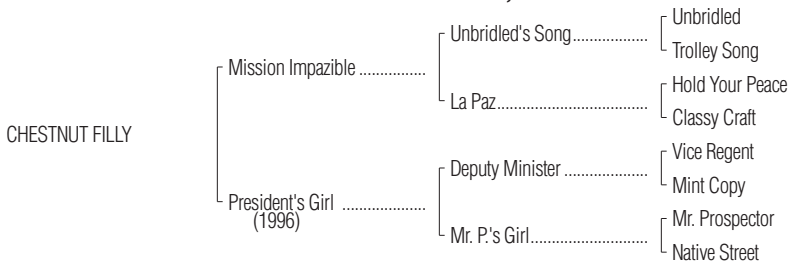 Unbridled
Unbridled's Song.................
Trolley Song
Mission Impazible ...............
Hold Your Peace
La Paz..................................
Classy Craft
CHESTNUT FILLY
Vice Regent
Deputy Minister ...................
Mint Copy
President's Girl ...................
(1996)
Mr. Prospector
Mr. P.'s Girl...........................
Native Street